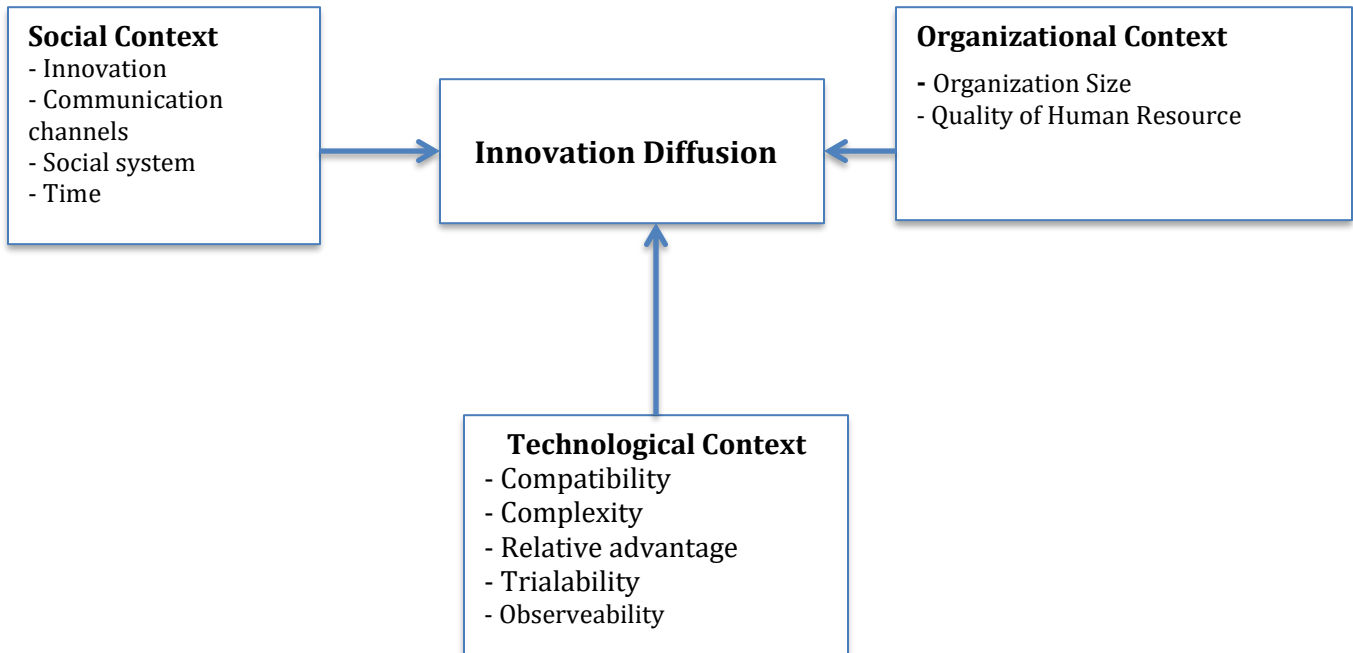 Social Context
- Innovation
- Communication
channels
- Social system
- Time
Innovation Diffusion
Organizational Context
- Organization Size
- Quality of Human Resource
Technological Context
- Compatibility
- Complexity
- Relative advantage
- Trialability
- Observeability